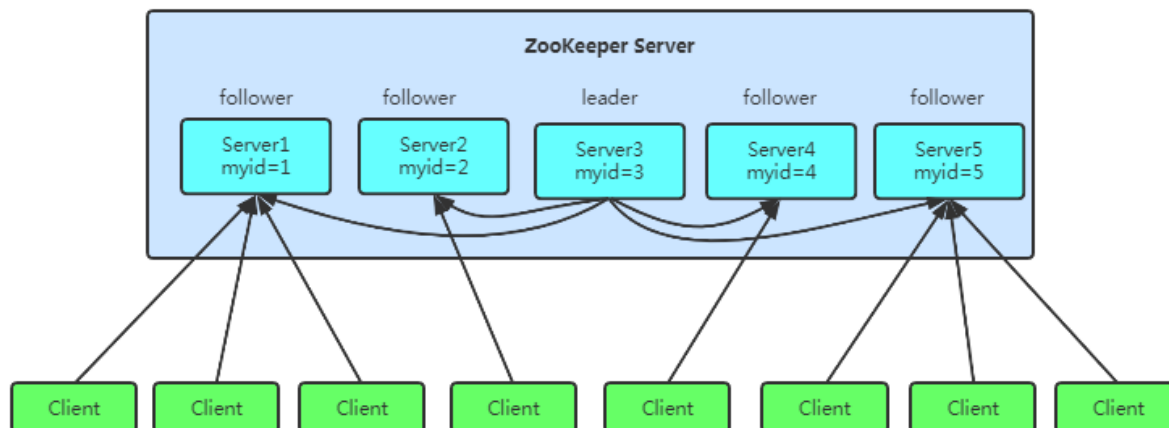 ZooKeeper Server
follower
follower
leader
follower
follower
Server1
myid=1
Server2
myid=2
Server3
myid=3
Server4
myid=4
Server5
myid=5
Client
Client
Client
Client
Client
Client
Client
Client